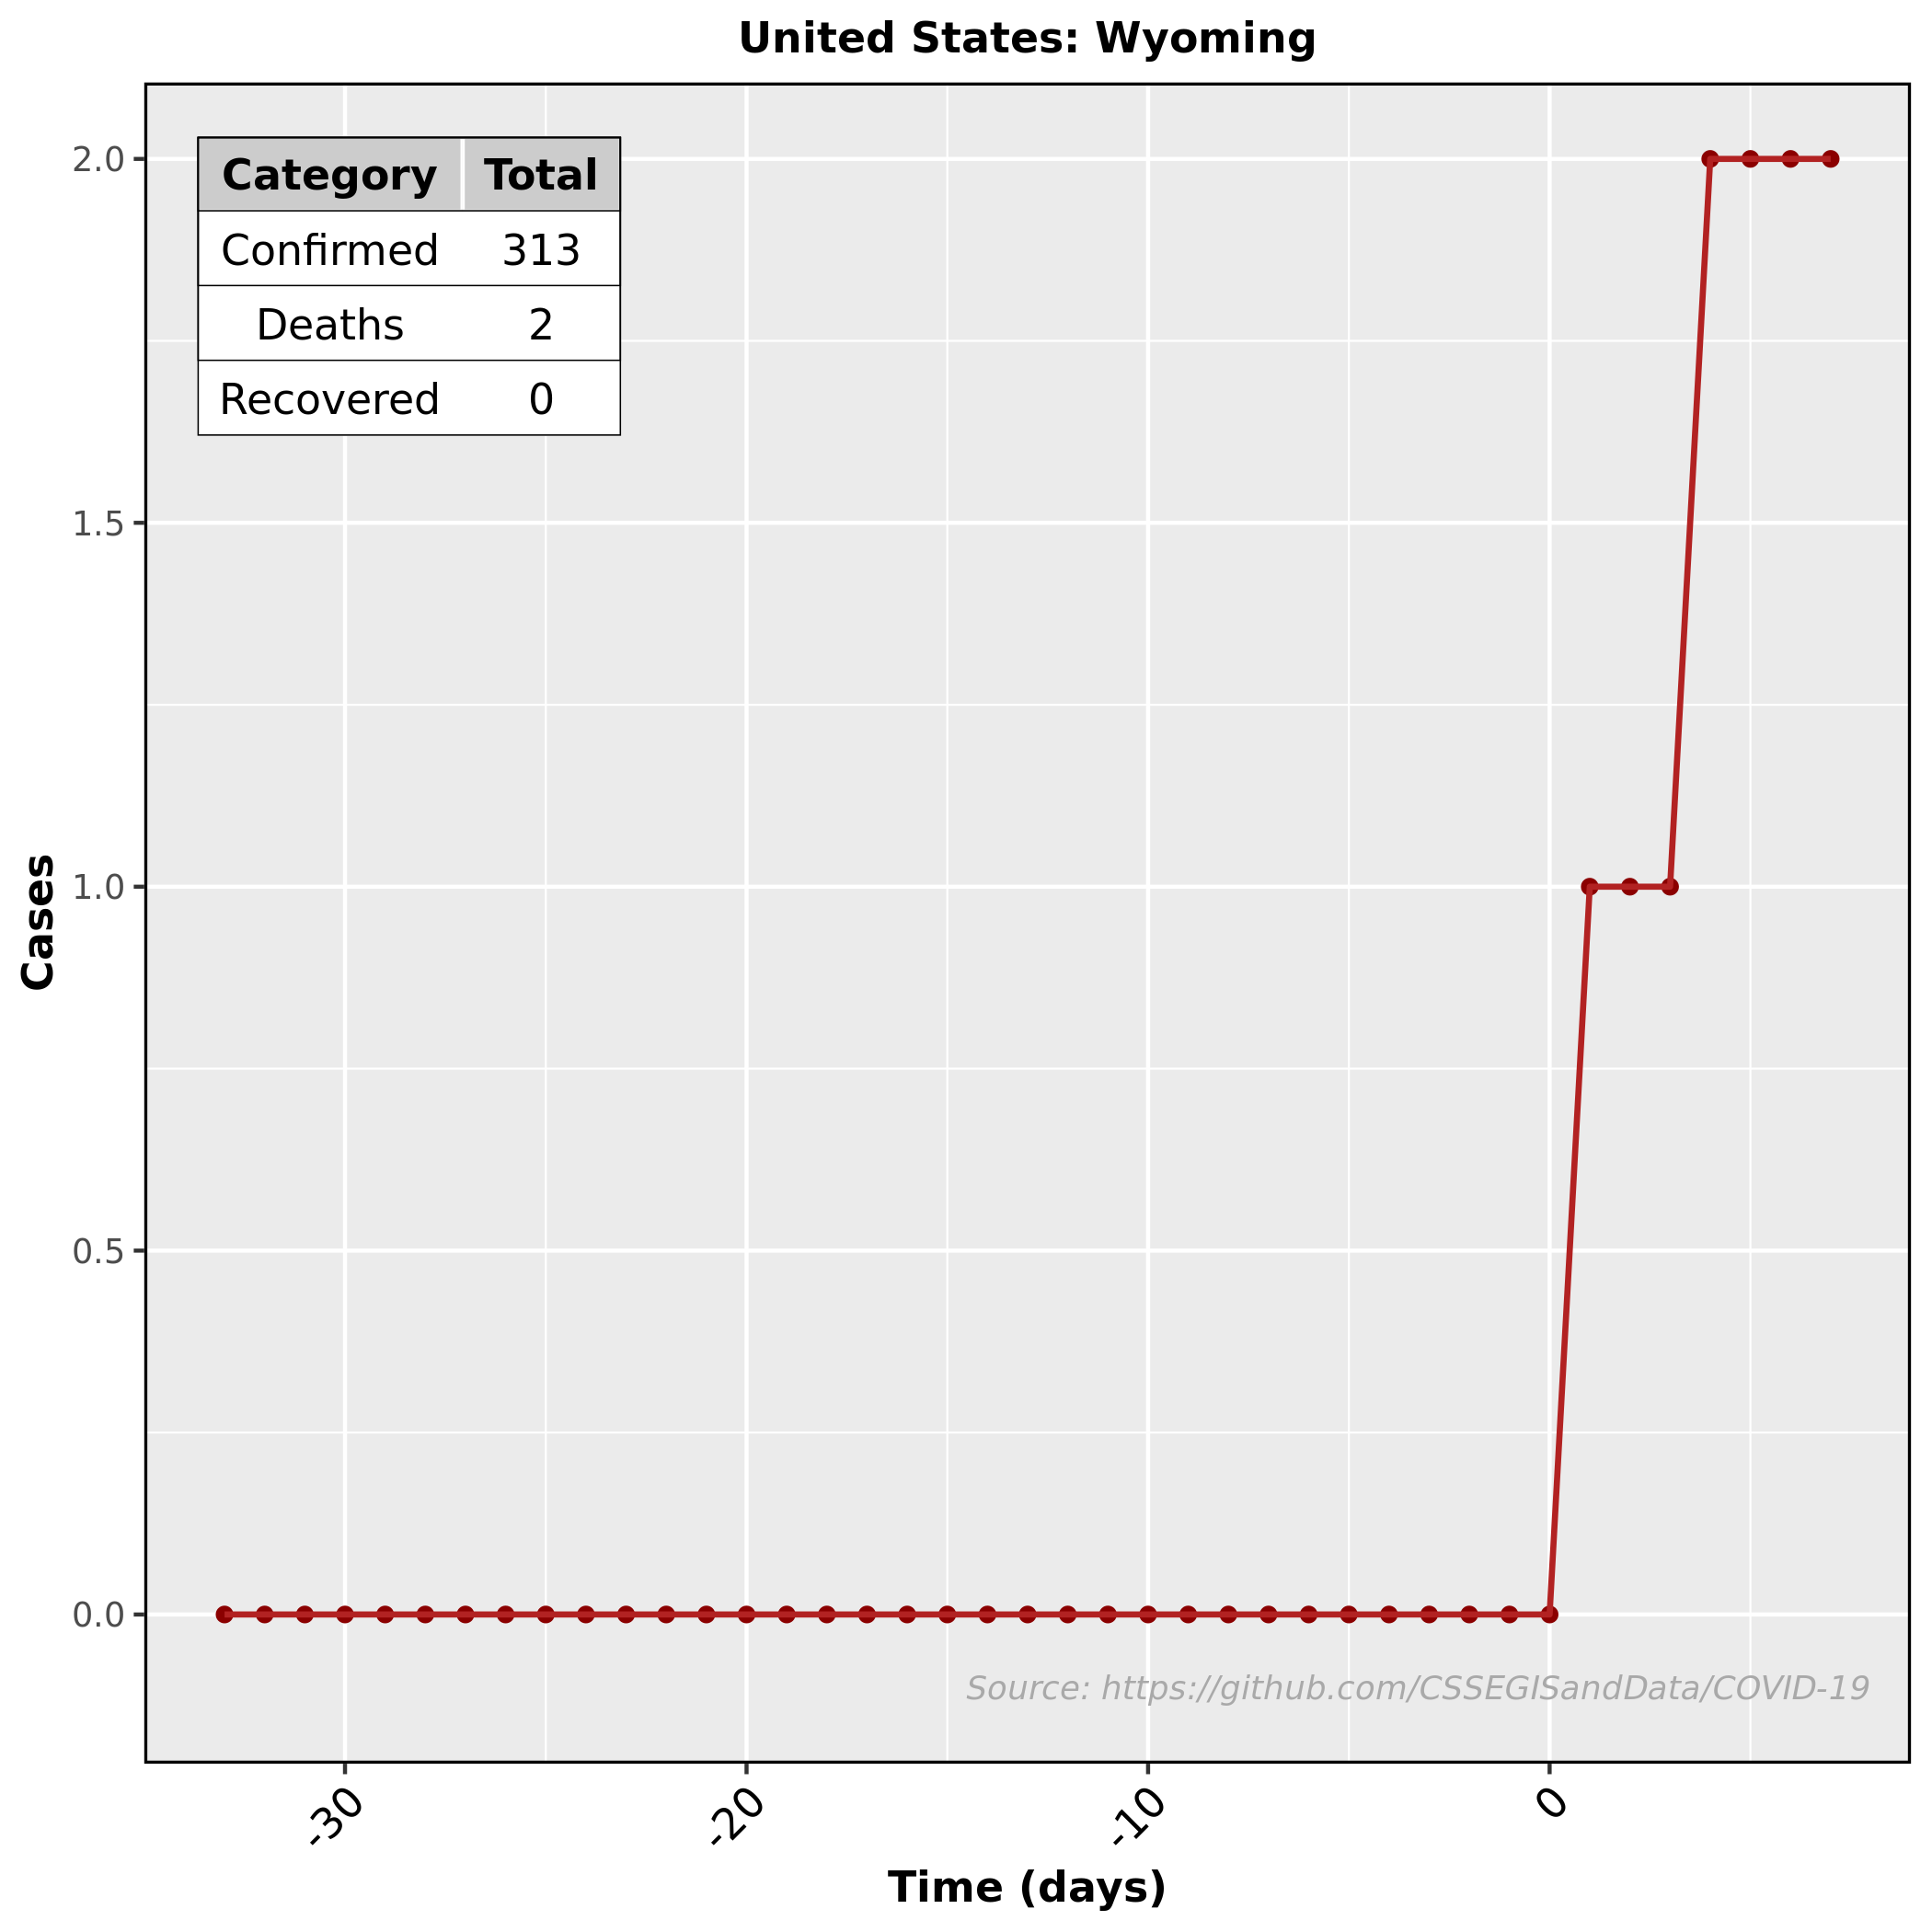 United States: Wyoming
Category Total
Confirmed 313
Deaths 2
Recovered 0
2.0
1.5
1.0
0.5
0.0
Cases
Source: https://github.com/CSSEGISandData/COVID-19
-30 -20 -10 0
Time (days)